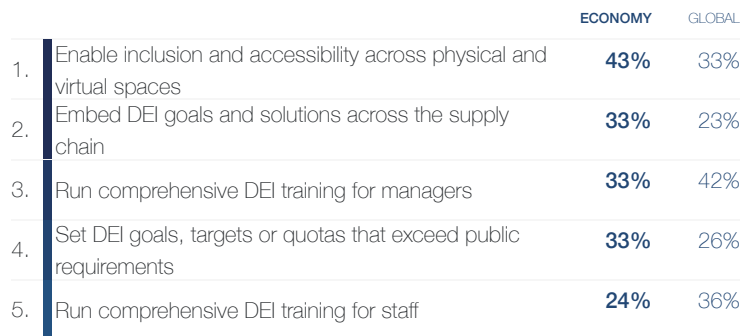 ECONOMY GLOBAL
1. Enable inclusion and accessibility across physical and 43% 33%
virtual spaces
2. Embed DEI goals and solutions across the supply 33% 23%
chain
3. Run comprehensive DEI training for managers 33% 42%
4. Set DEI goals, targets or quotas that exceed public 33% 26%
requirements
5. Run comprehensive DEI training for staff 24% 36%